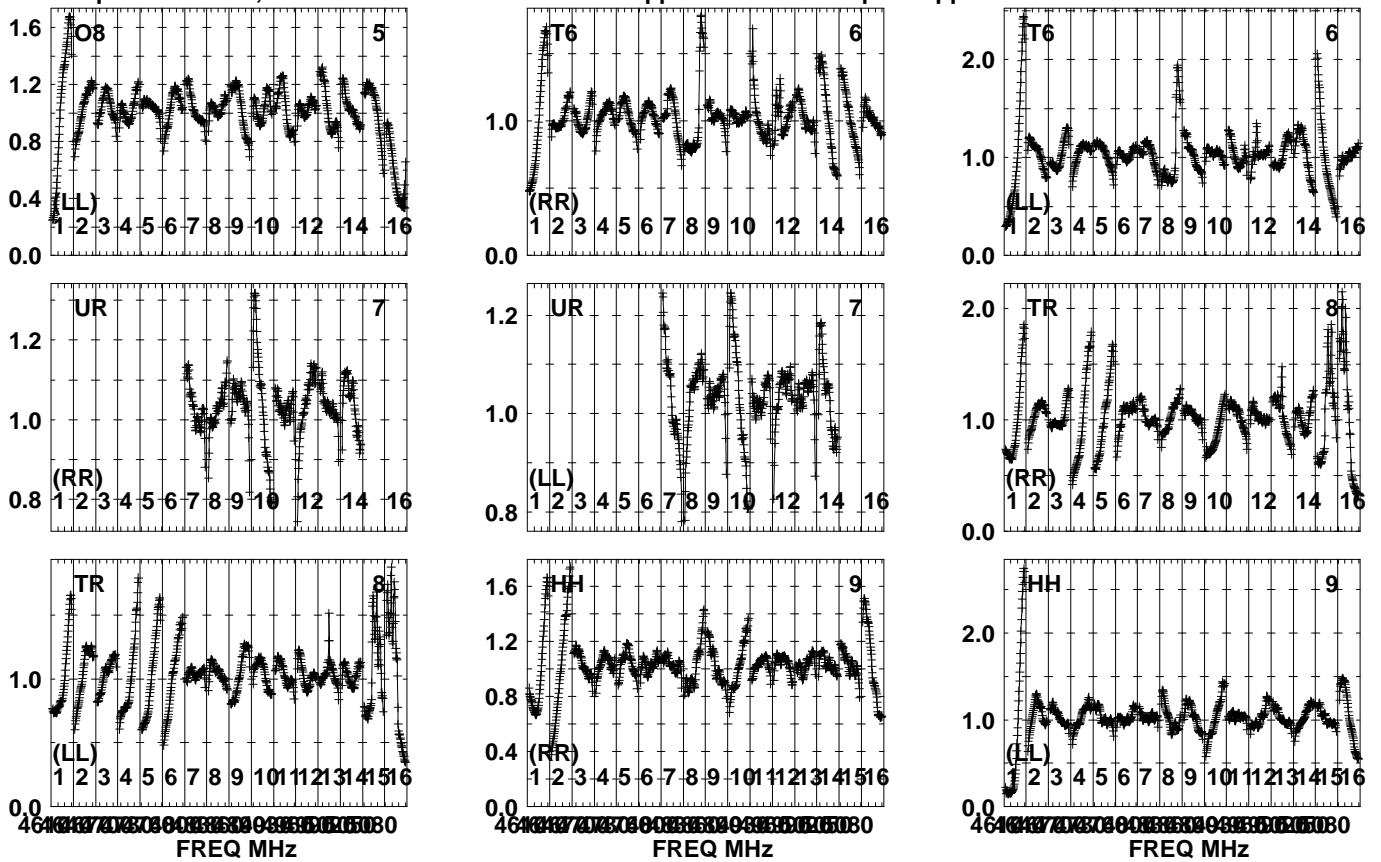 1.6 O8 5
1.2
0.8
0.4 (LL)
1 2 3 4 5 6 7 8 9 10 12 14 16
0.0
T6 6
1.0
(RR)
1 2 3 4 5 6 7 8 9 10 12 14 16
0.0
T6 6
2.0
1.0
(LL)
1 2 3 4 5 6 7 8 9 10 12 14 16
0.0
UR 7
1.2
1.0
(RR)
0.8 1 2 3 4 5 6 7 8 9 10 12 14 16
UR 7
1.2
1.0
(LL)
0.8 1 2 3 4 5 6 7 8 9 10 12 14 16
2.0 TR 8
1.0
(RR)
1 2 3 4 5 6 7 8 9 10 12 14 16
0.0
TR 8
1.0
(LL)
1 2 3 4 5 6 7 8 9 10 11 12 13 14 15 16
0.0
FREQ MHz
1.6 HH 9
1.2
0.8
0.4 (RR)
1 2 3 4 5 6 7 8 9 10 11 12 13 14 15 16
0.0
FREQ MHz
HH 9
2.0
1.0
(LL)
1 2 3 4 5 6 7 8 9 10 11 12 13 14 15 16
0.0
FREQ MHz